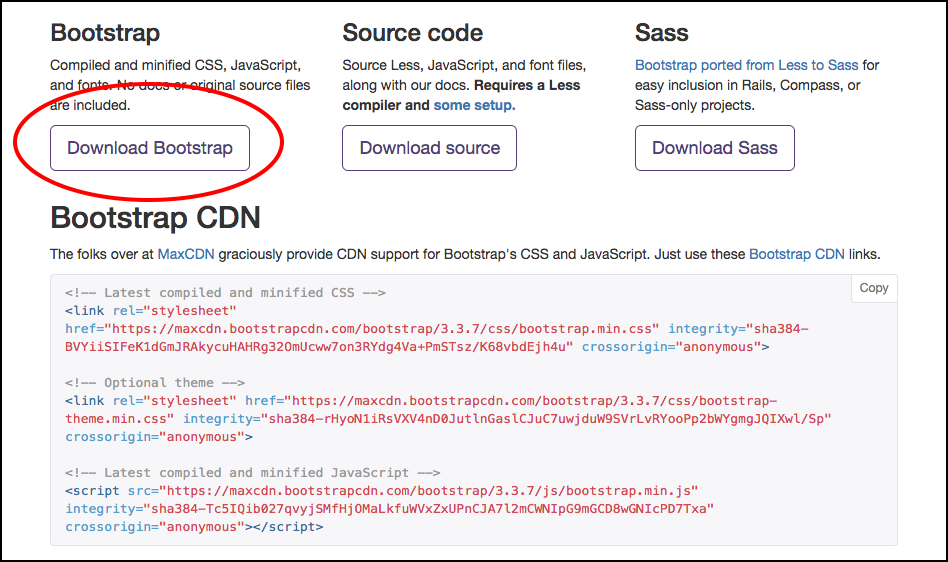 Bootstrap
Compiled and minified CSS, JavaScript,
and fonts. No docs or original source files
are included.
Download Bootstrap
Source code
Source Less, JavaScript, and font files,
along with our docs. Requires a Less
compiler and some setup.
Download source
Sass
Bootstrap ported from Less to Sass for
easy inclusion in Rails, Compass, or
Sass-only projects.
Download Sass
Bootstrap CDN
The folks over at MaxCDN graciously provide CDN support for Bootstrap's CSS and JavaScript. Just use these Bootstrap CDN links.
Copy
<!-- Latest compiled and minified CSS -->
<link rel="stylesheet"
href="https://maxcdn.bootstrapcdn.com/bootstrap/3.3.7/css/bootstrap.min.css" integrity="sha384-
BVYiiSIFeK1dGmJRAkycuHAHRg32OmUcww7on3RYdg4Va+PmSTsz/K68vbdEjh4u" crossorigin="anonymous">
<!-- Optional theme -->
<link rel="stylesheet" href="https://maxcdn.bootstrapcdn.com/bootstrap/3.3.7/css/bootstrap-
theme.min.css" integrity="sha384-rHyoN1iRsVXV4nD0JutlnGaslCJuC7uwjduW9SVrLvRYooPp2bWYgmgJQIXwl/Sp"
crossorigin="anonymous">
<!-- Latest compiled and minified JavaScript -->
<script src="https://maxcdn.bootstrapcdn.com/bootstrap/3.3.7/js/bootstrap.min.js"
integrity="sha384-Tc5IQib027qvyjSMfHjOMaLkfuWVxZxUPnCJA7l2mCWNIpG9mGCD8wGNIcPD7Txa"
crossorigin="anonymous"></script>